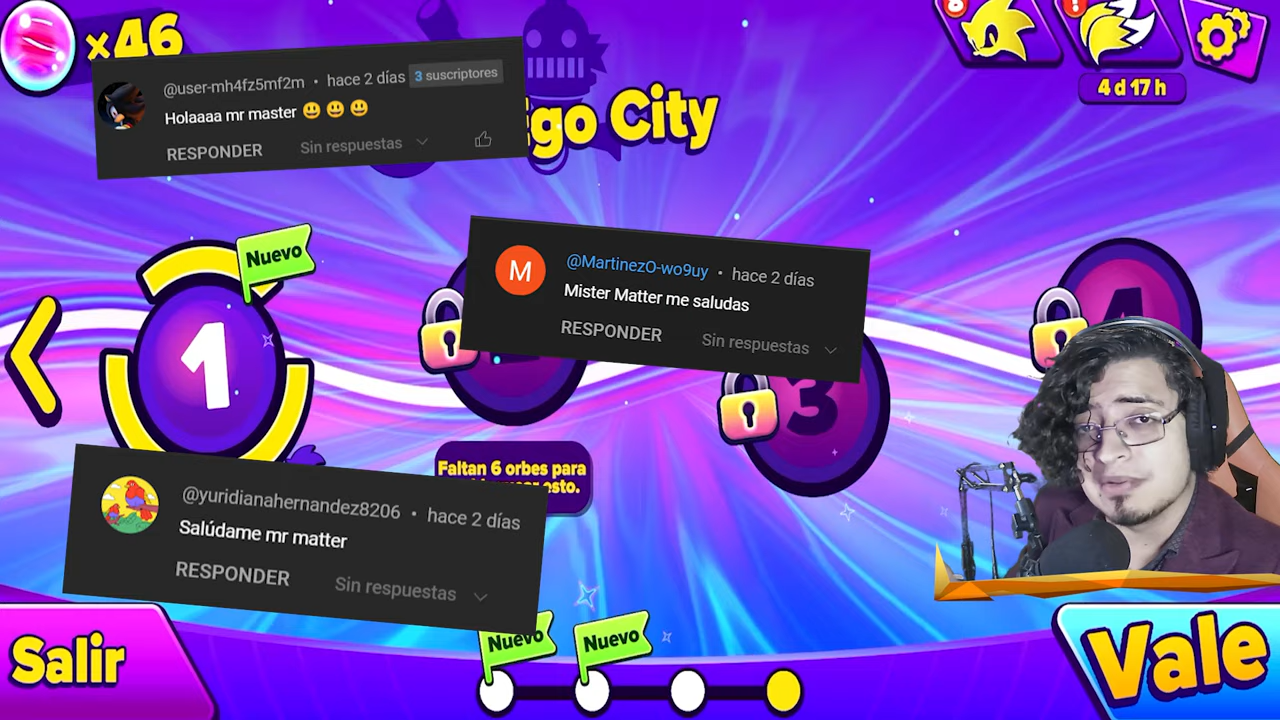 x46
4 d 17 h
go City
@user-mh4fz5mf2m • hace 2 días 3 suscriptores
Holaaaa mr master 😃 😃 😃
RESPONDER Sin respuestas
Nuevo
1
M
@MartinezO-wo9uy • hace 2 días
Mister Matter me saludas
RESPONDER Sin respuestas
3
Faltan 6 orbes para
esto.
@yuridianahernandez8206 • hace 2 días
Salúdame mr matter
RESPONDER Sin respuestas
Nuevo
Nuevo
Salir
Vale